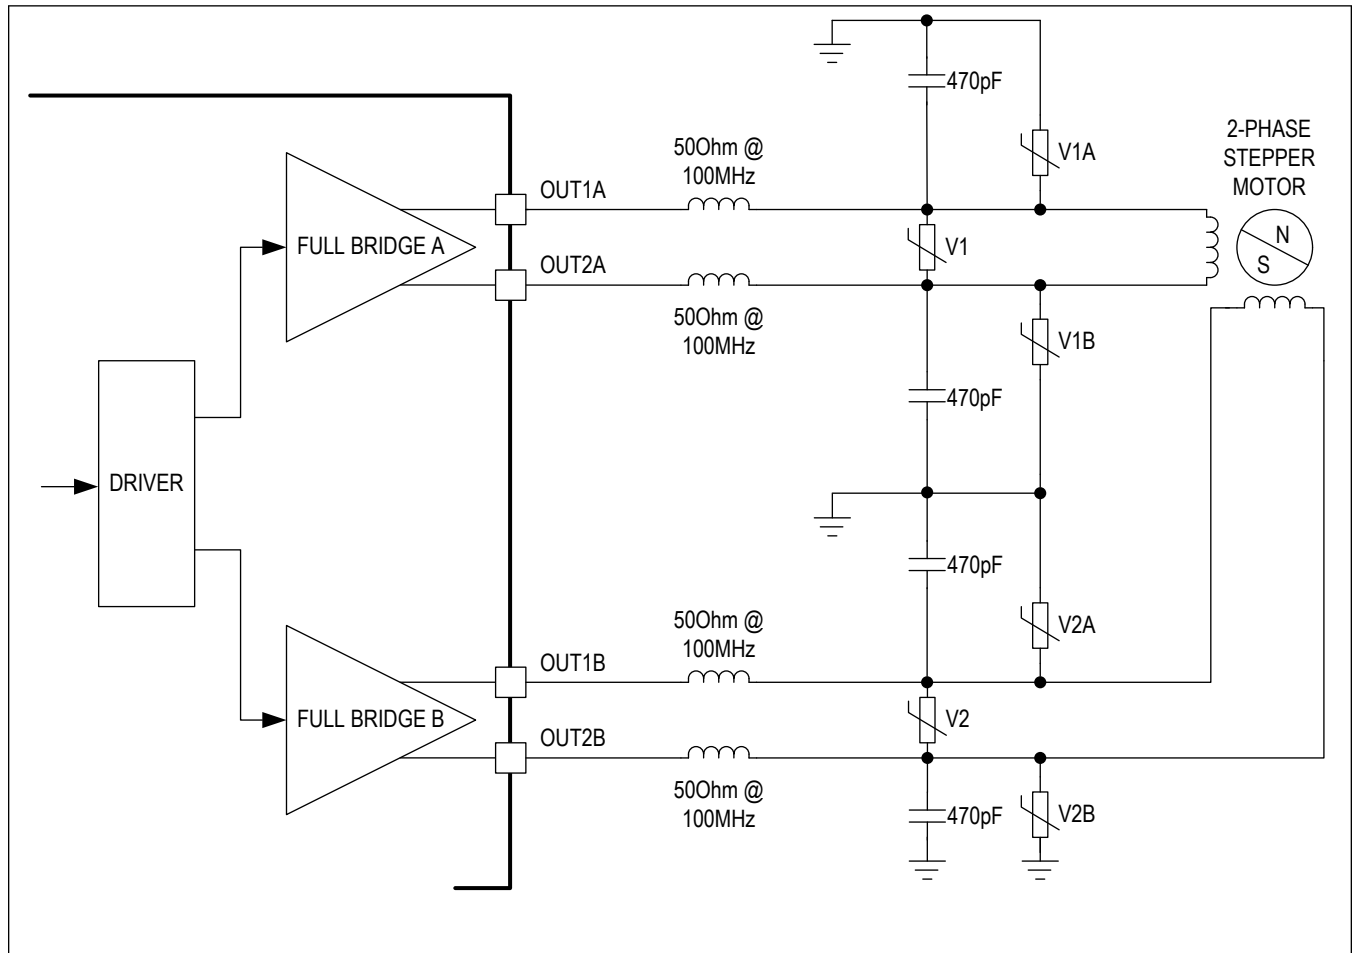 470pF
2-PHASE
STEPPER
MOTOR
V1A
50Ohm @
100MHz
OUT1A
FULL BRIDGE A
V1
N
S
OUT2A
50Ohm @
100MHz
V1B
470pF
DRIVER
470pF
50Ohm @
100MHz
V2A
OUT1B
FULL BRIDGE B
V2
OUT2B
50Ohm @
100MHz
470pF
V2B